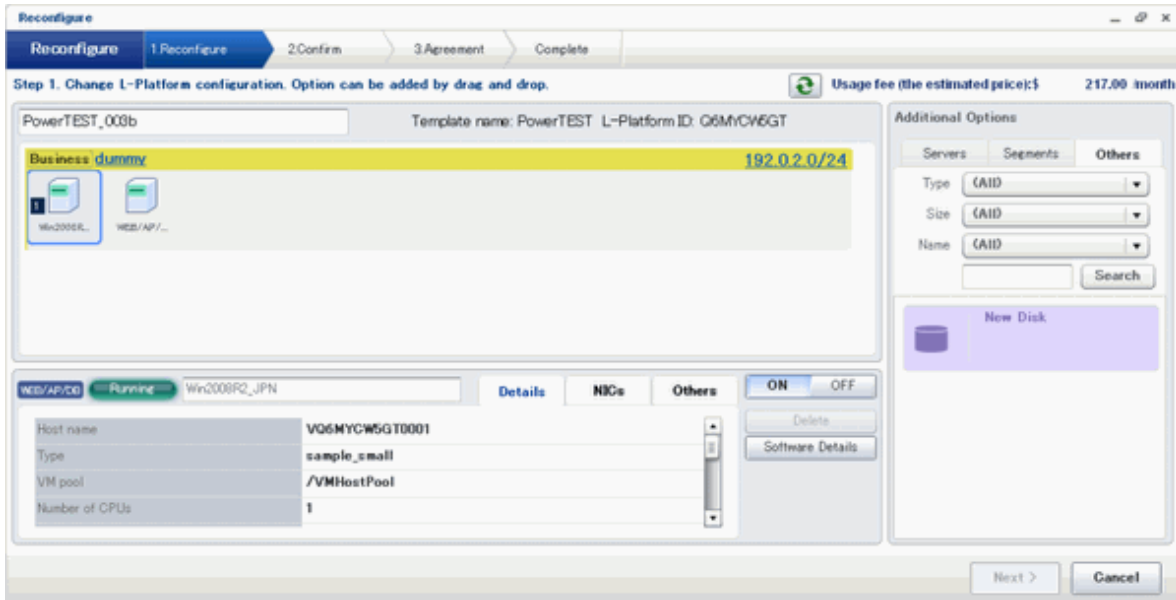 Reconfigure
Reconfigure 1.Reconfigure 2.Confirm 3.Agreement Complete
Step 1. Change L-Platform configuration. Option can be added by drag and drop. Usage fee (the estimated price):$ 217.00 /month
PowerTEST_003b Template name: PowerTEST L-Platform ID: Q6MYCW5GT
Business dummy 192.0.2.0/24
1
Win2008R... WEB/AP/...
Additional Options
Servers Segments Others
Type (All)
Size (All)
Name (All)
Search
New Disk
WEB/AP/DB Running Win2008R2_JPN Details NICs Others ON OFF
Host name VQ6MYCW5GT0001
Type sample_small
VM pool /VMHostPool
Number of CPUs 1
Delete
Software Details
Next > Cancel